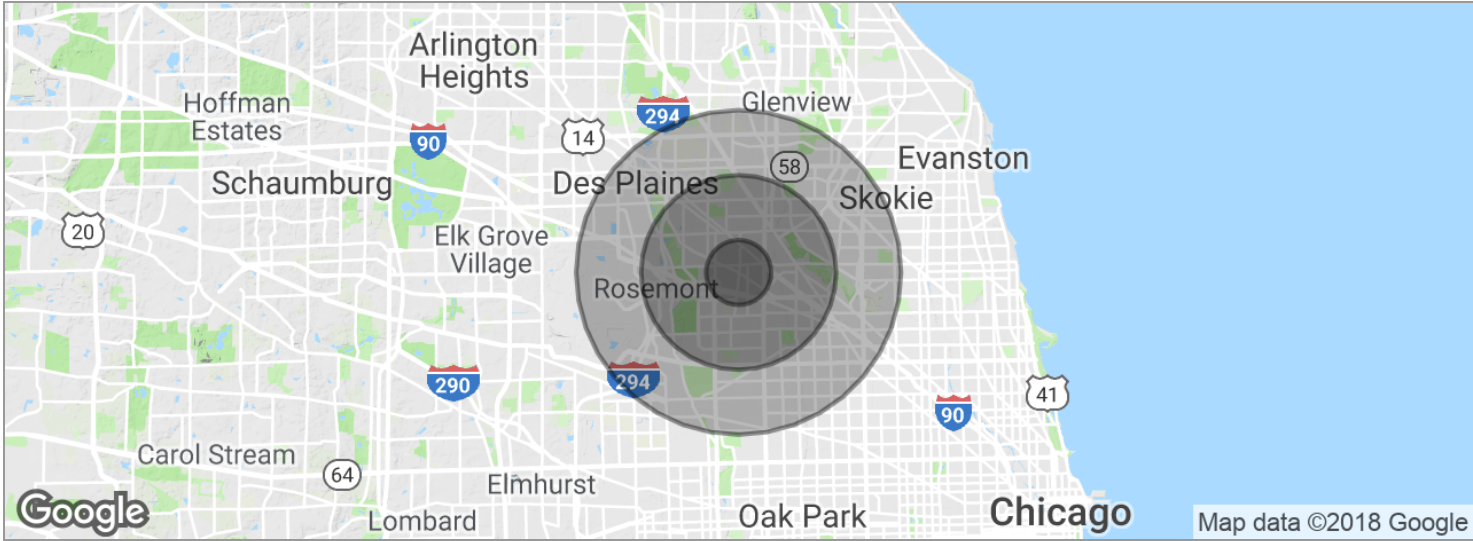 Arlington
Heights
Hoffman
Estates
Glenview
294
14
90
58
Evanston
Schaumburg
Des Plaines
Skokie
20
Elk Grove
Village
Rosemont
290
294
41
90
Carol Stream
64
Elmhurst
Google
Lombard
Oak Park
Chicago
Map data ©2018 Google